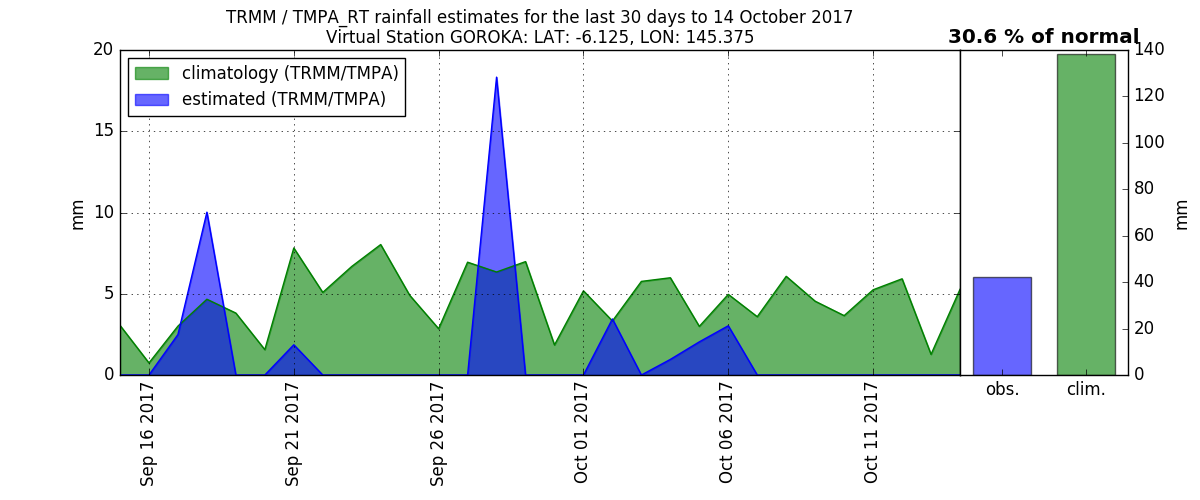 TRMM / TMPA_RT rainfall estimates for the last 30 days to 14 October 2017
Virtual Station GOROKA: LAT: -6.125, LON: 145.375
30.6 % of normal
climatology (TRMM/TMPA)
estimated (TRMM/TMPA)
20
15
10
5
0
mm
Sep 16 2017
Sep 21 2017
Sep 26 2017
Oct 01 2017
Oct 06 2017
Oct 11 2017
140
120
100
80
60
40
20
0
mm
obs.
clim.